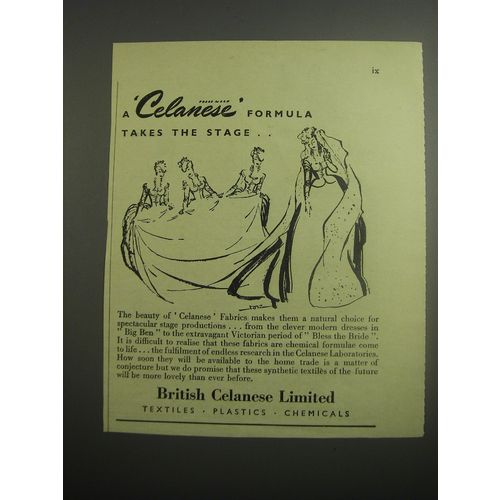 ix
TRADE MARK
A 'Celanese' FORMULA
TAKES THE STAGE . .
The beauty of ' Celanese ' Fabrics makes them a natural choice for
spectacular stage productions . . . from the clever modern dresses in
" Big Ben " to the extravagant Victorian period of " Bless the Bride ".
It is difficult to realise that these fabrics are chemical formulae come
to life . . . the fulfilment of endless research in the Celanese Laboratories.
How soon they will be available to the home trade is a matter of
conjecture but we do promise that these synthetic textiles of the future
will be more lovely than ever before.
British Celanese Limited
TEXTILES · PLASTICS · CHEMICALS